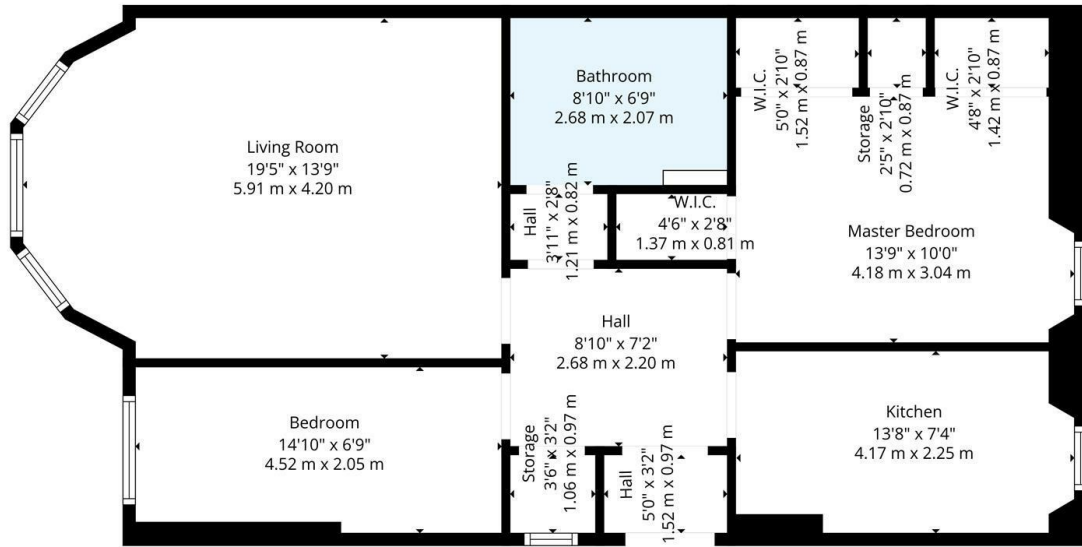 Living Room
19'5" x 13'9"
5.91 m x 4.20 m
Bathroom
8'10" x 6'9"
2.68 m x 2.07 m
W.I.C.
5'0" x 2'10"
1.52 m x 0.87 m
Storage
2'5" x 2'10"
0.72 m x 0.87 m
W.I.C.
4'8" x 2'10"
1.42 m x 0.87 m
Hall
3'11" x 2'8"
1.21 m x 0.82 m
W.I.C.
4'6" x 2'8"
1.37 m x 0.81 m
Master Bedroom
13'9" x 10'0"
4.18 m x 3.04 m
Hall
8'10" x 7'2"
2.68 m x 2.20 m
Bedroom
14'10" x 6'9"
4.52 m x 2.05 m
Storage
3'6" x 3'2"
1.06 m x 0.97 m
Hall
5'0" x 3'2"
1.52 m x 0.97 m
Kitchen
13'8" x 7'4"
4.17 m x 2.25 m